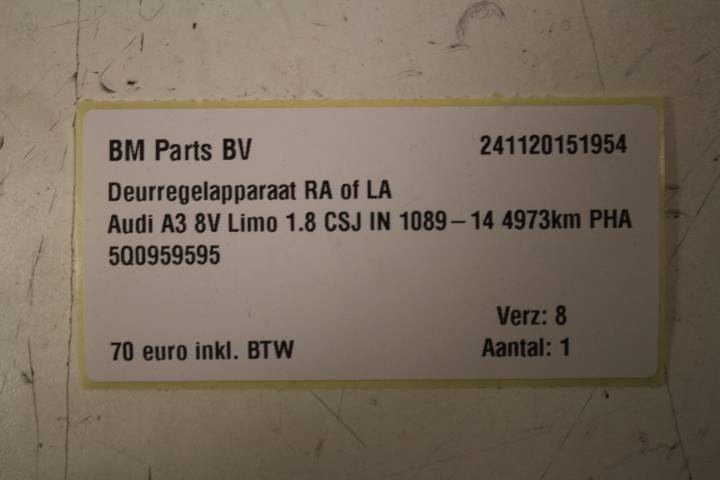 BM Parts BV 241120151954
Deurregelapparaat RA of LA
Audi A3 8V Limo 1.8 CSJ IN 1089-14 4973km PHA
5Q0959595
Verz: 8
70 euro inkl. BTW Aantal: 1